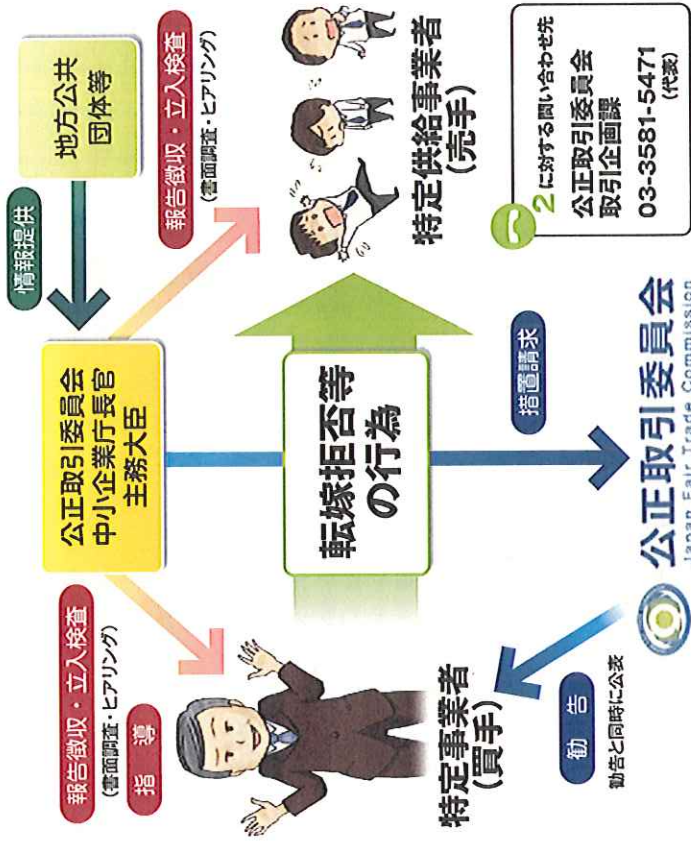 報告徴収・立入検査
(書面調査・ヒアリング)
指導
公正取引委員会
中小企業庁長官
主務大臣
情報提供
地方公共
団体等
報告徴収・立入検査
(書面調査・ヒアリング)
特定事業者
(買手)
転嫁拒否等
の行為
特定供給事業者
(売手)
勧告
勧告と同時に公表
措置請求
公正取引委員会
Japan Fair Trade Commission
2に対する問い合わせ先
公正取引委員会
取引企画課
03-3581-5471
(代表)